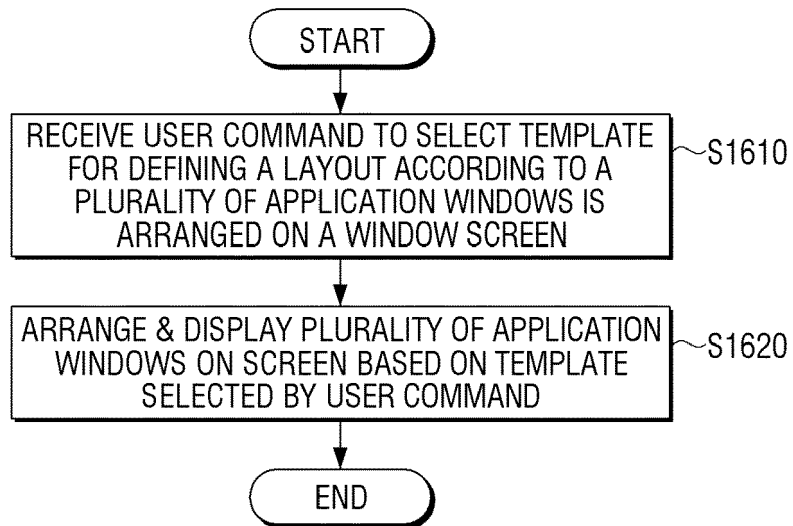 START
RECEIVE USER COMMAND TO SELECT TEMPLATE
FOR DEFINING A LAYOUT ACCORDING TO A
PLURALITY OF APPLICATION WINDOWS IS
ARRANGED ON A WINDOW SCREEN
S1610
ARRANGE & DISPLAY PLURALITY OF APPLICATION
WINDOWS ON SCREEN BASED ON TEMPLATE
SELECTED BY USER COMMAND
S1620
END